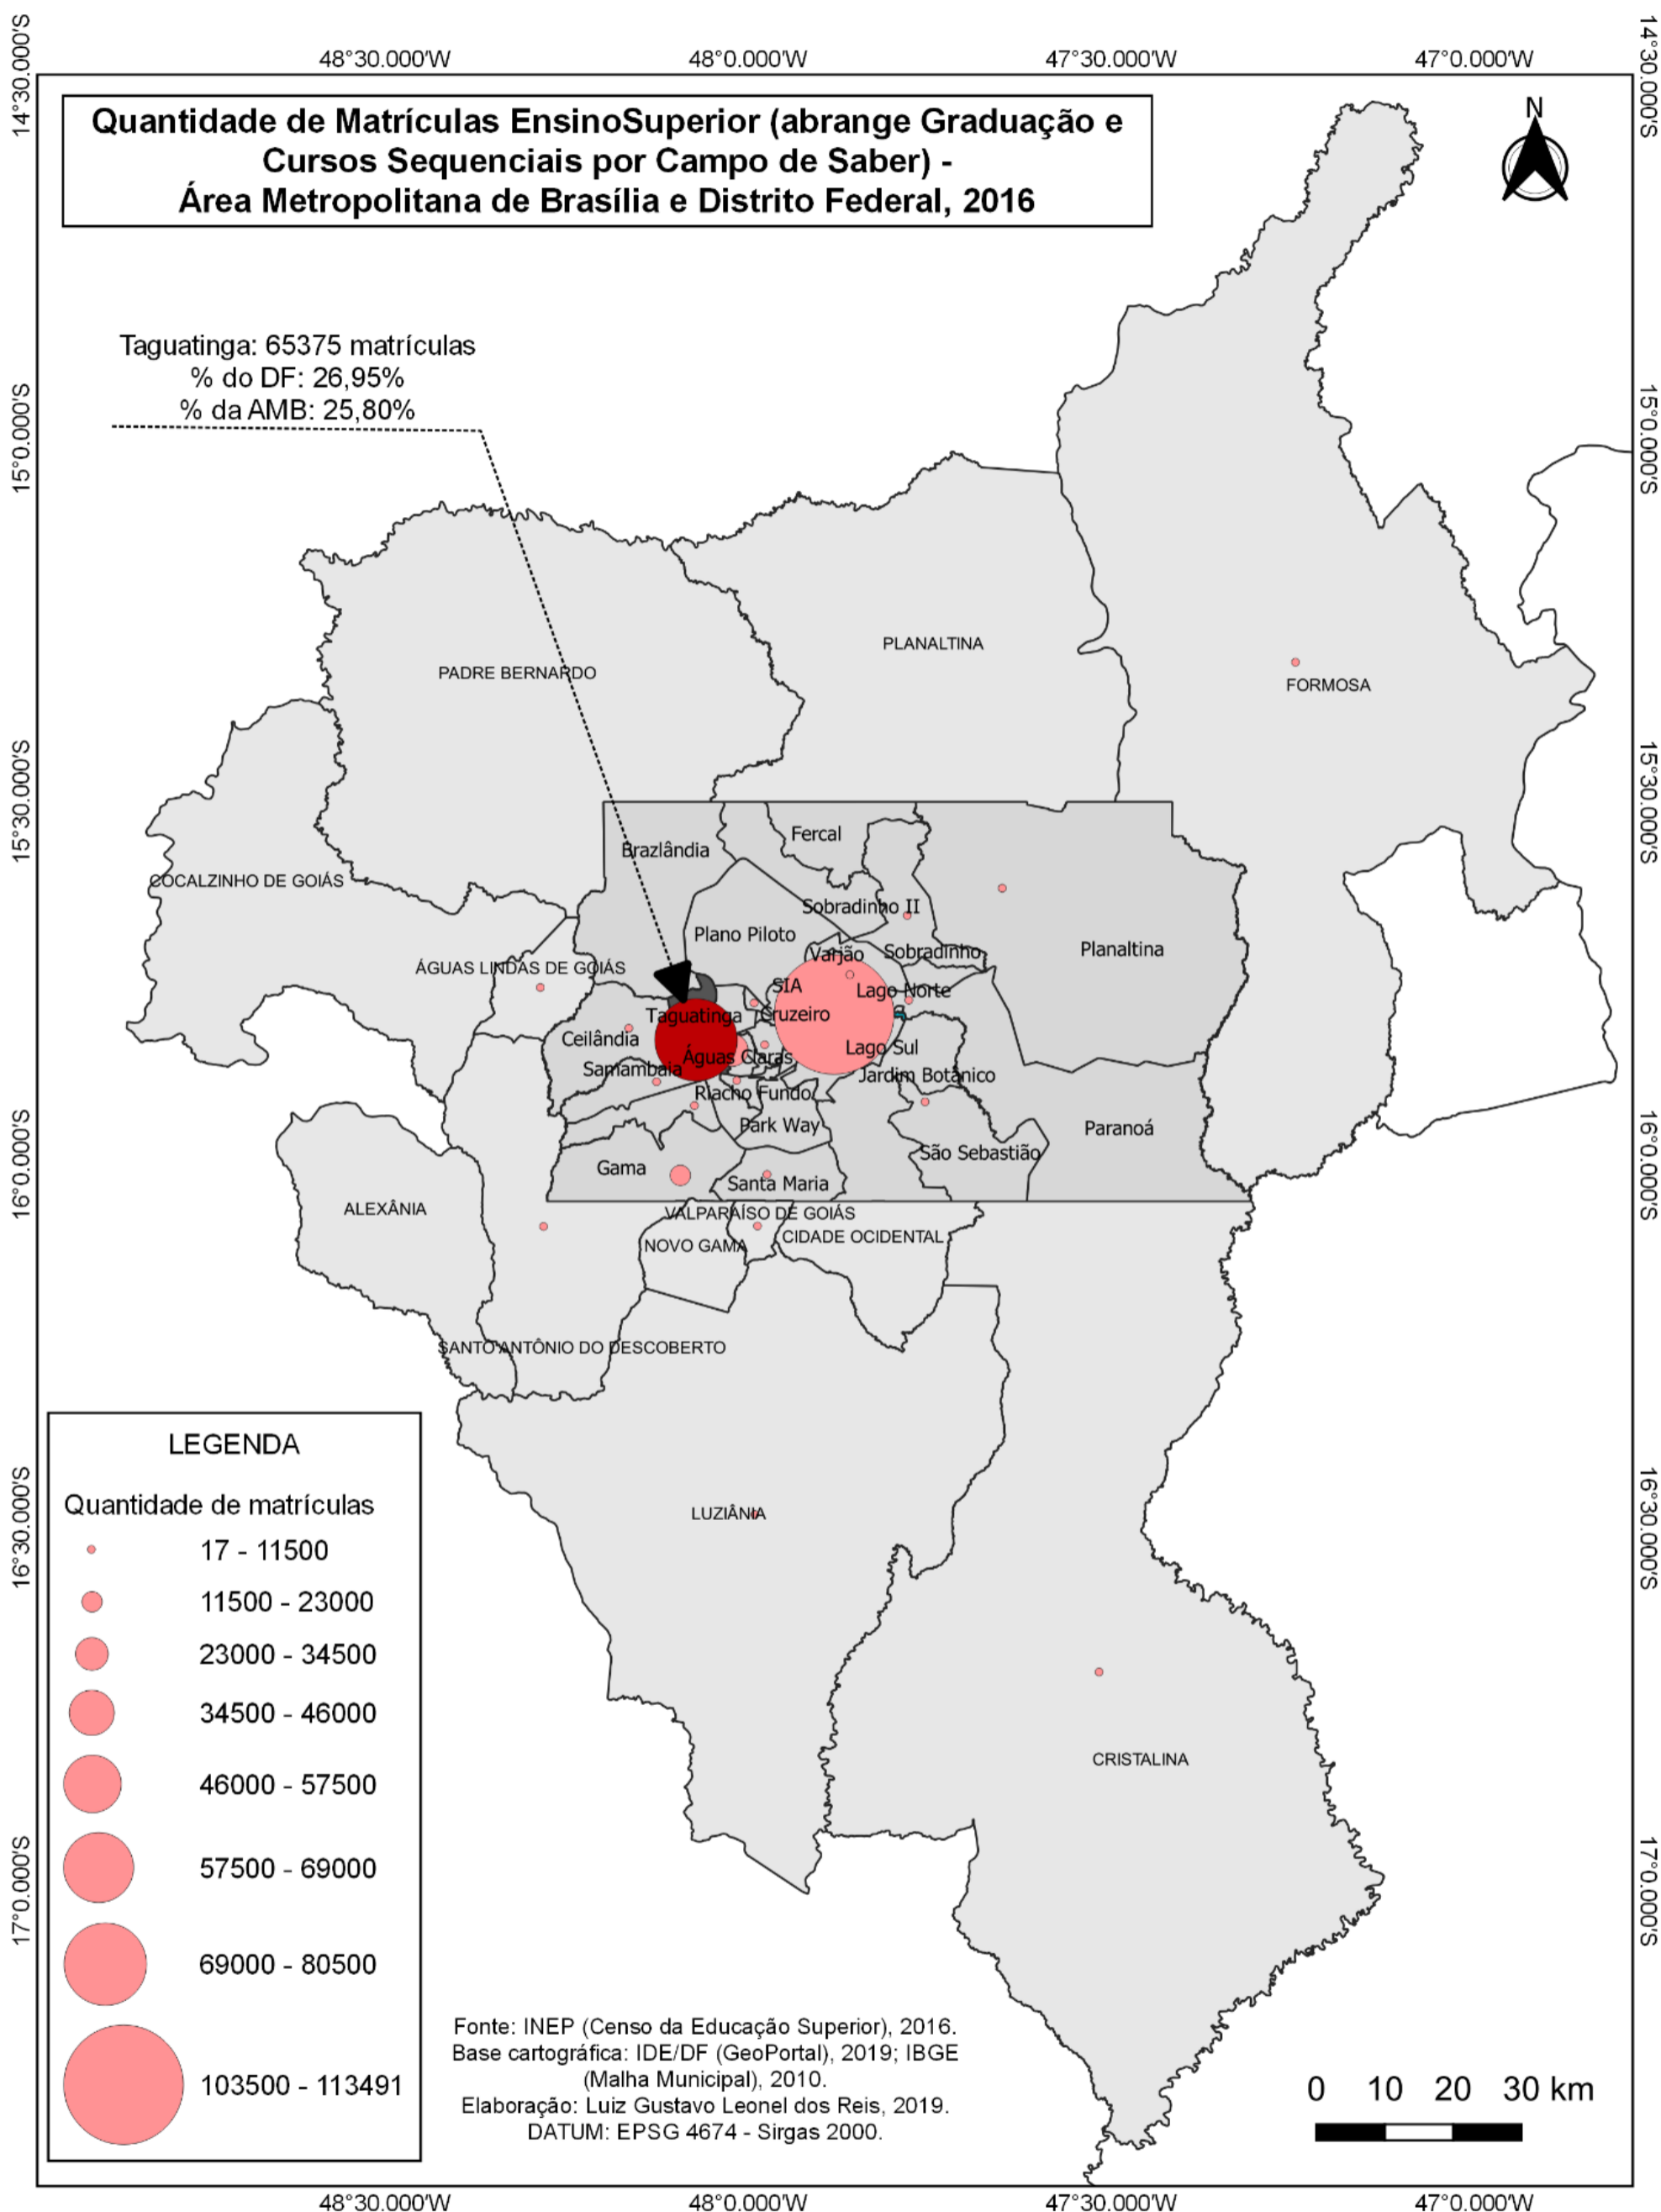 48°30.000'W 48°0.000'W 47°30.000'W 47°0.000'W
14°30.000'S
14°30.000'S
Quantidade de Matrículas EnsinoSuperior (abrange Graduação e
Cursos Sequenciais por Campo de Saber) -
Área Metropolitana de Brasília e Distrito Federal, 2016
N
Taguatinga: 65375 matrículas
% do DF: 26,95%
% da AMB: 25,80%
15°0.000'S
15°0.000'S
PLANALTINA
PADRE BERNARDO
FORMOSA
15°30.000'S
15°30.000'S
Fercal
Brazlândia
COCALZINHO DE GOIÁS
Sobradinho II
Plano Piloto
Planaltina
Varjão
Sobradinho
ÁGUAS LINDAS DE GOIÁS
SIA
Lago Norte
Taguatinga
Cruzeiro
Ceilândia
Lago Sul
Águas Claras
Samambaia
Jardim Botânico
Riacho Fundo
Park Way
Paranoá
São Sebastião
16°0.000'S
16°0.000'S
Gama
Santa Maria
ALEXÂNIA
VALPARAÍSO DE GOIÁS
CIDADE OCIDENTAL
NOVO GAMA
SANTO ANTÔNIO DO DESCOBERTO
LUZIÂNIA
16°30.000'S
16°30.000'S
CRISTALINA
17°0.000'S
17°0.000'S
LEGENDA
Quantidade de matrículas
17 - 11500
11500 - 23000
23000 - 34500
34500 - 46000
46000 - 57500
57500 - 69000
69000 - 80500
103500 - 113491
Fonte: INEP (Censo da Educação Superior), 2016.
Base cartográfica: IDE/DF (GeoPortal), 2019; IBGE
(Malha Municipal), 2010.
Elaboração: Luiz Gustavo Leonel dos Reis, 2019.
DATUM: EPSG 4674 - Sirgas 2000.
0 10 20 30 km
48°30.000'W 48°0.000'W 47°30.000'W 47°0.000'W